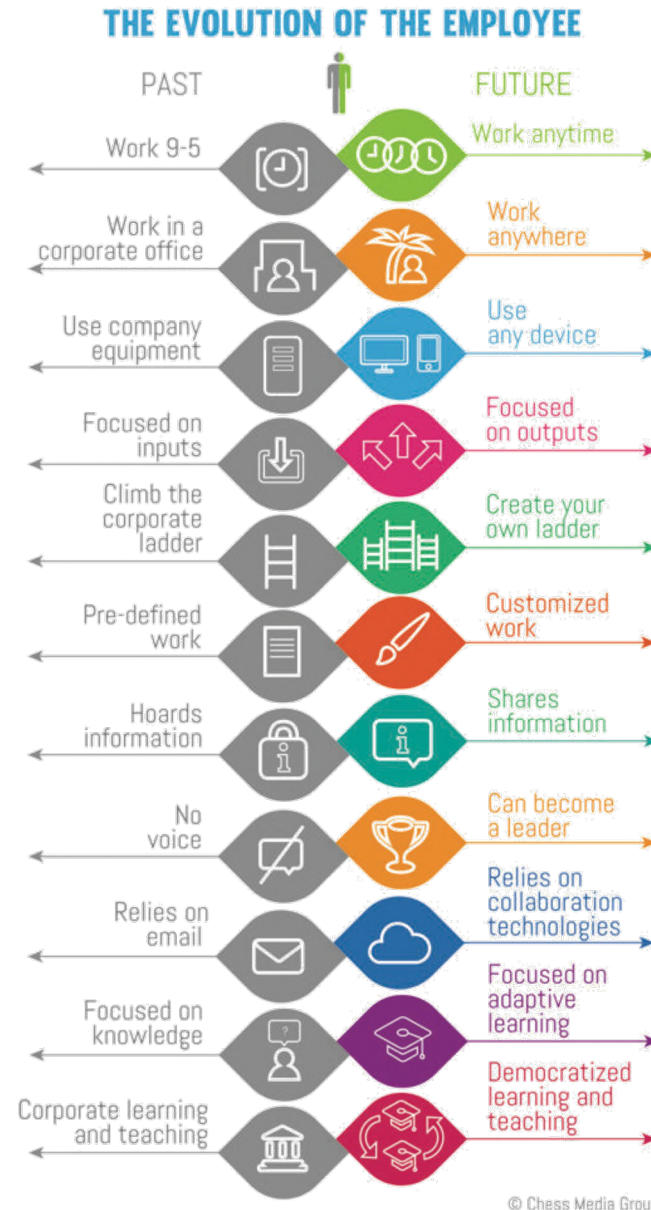 THE EVOLUTION OF THE EMPLOYEE
PAST
FUTURE
Work 9-5
Work anytime
Work in a
corporate office
Work
anywhere
Use company
equipment
Use
any device
Focused on
inputs
Focused
on outputs
Climb the
corporate
ladder
Create your
own ladder
Pre-defined
work
Customized
work
Hoards
information
i
i
Shares
information
No
voice
Can become
a leader
Relies on
email
Relies on
collaboration
technologies
Focused on
knowledge
?
Focused on
adaptive
learning
Corporate learning
and teaching
Democratized
learning and
teaching
© Chess Media Grou